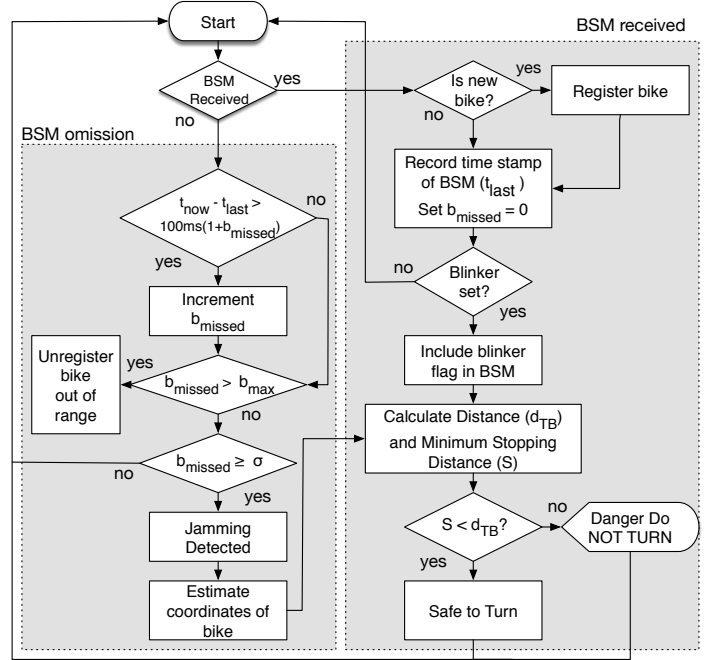 Start
BSM received
BSM
Received
yes
no
Is new
bike?
yes
no
Register bike
BSM omission
Record time stamp
of BSM (t_last )
Set b_missed = 0
t_now - t_last >
100ms(1+b_missed)
no
yes
Blinker
set?
no
yes
Increment
b_missed
Include blinker
flag in BSM
Unregister
bike
out of
range
yes
b_missed > b_max
no
Calculate Distance (d_TB)
and Minimum Stopping
Distance (S)
b_missed ≥ σ
no
yes
Jamming
Detected
S < d_TB?
no
yes
Danger Do
NOT TURN
Estimate
coordinates of
bike
Safe to Turn